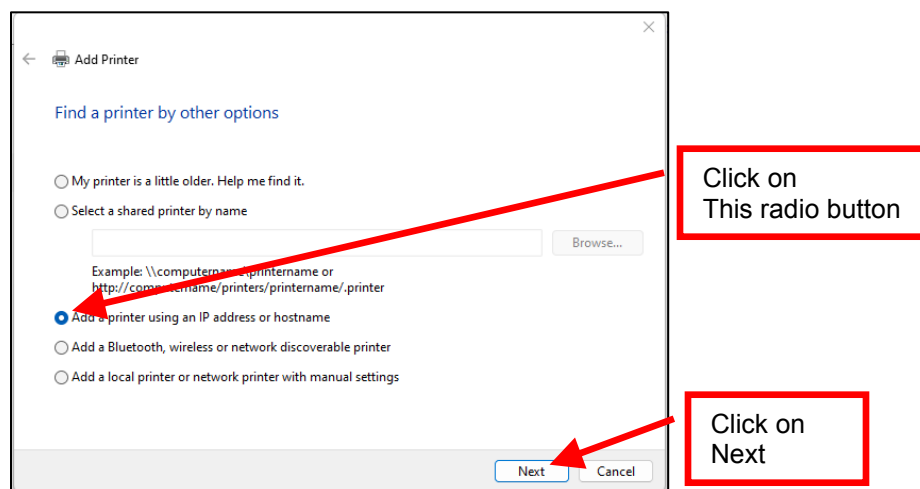 Add Printer
Find a printer by other options
My printer is a little older. Help me find it.
Select a shared printer by name
Browse...
Example: \\computername\printername or
http://computername/printers/printername/.printer
Add a printer using an IP address or hostname
Add a Bluetooth, wireless or network discoverable printer
Add a local printer or network printer with manual settings
Next
Cancel
Click on
This radio button
Click on
Next